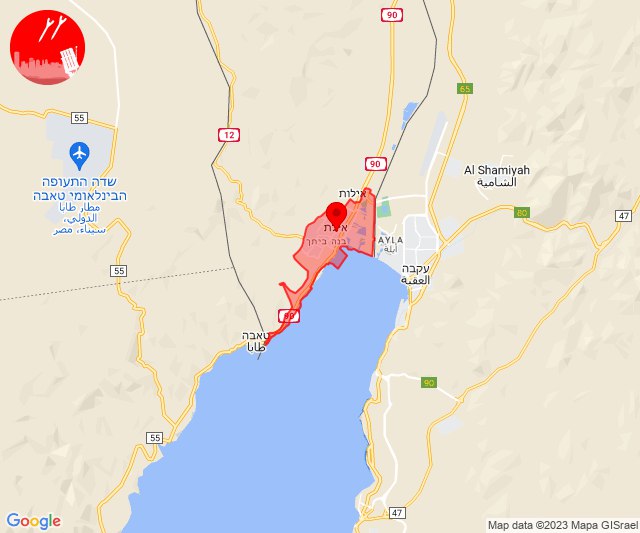 90
55
65
12
90
Al Shamiyah
الشامية
אילות
שדה התעופה
הבינלאומי טאבה
مطار طابا
الدولي،
سيناء، مصر
80
47
אילת
בנה ביתך
AYLA
أيلة
עקבה
العقبة
55
90
טאבה
طابا
90
55
47
Google
Map data ©2023 Mapa GISrael